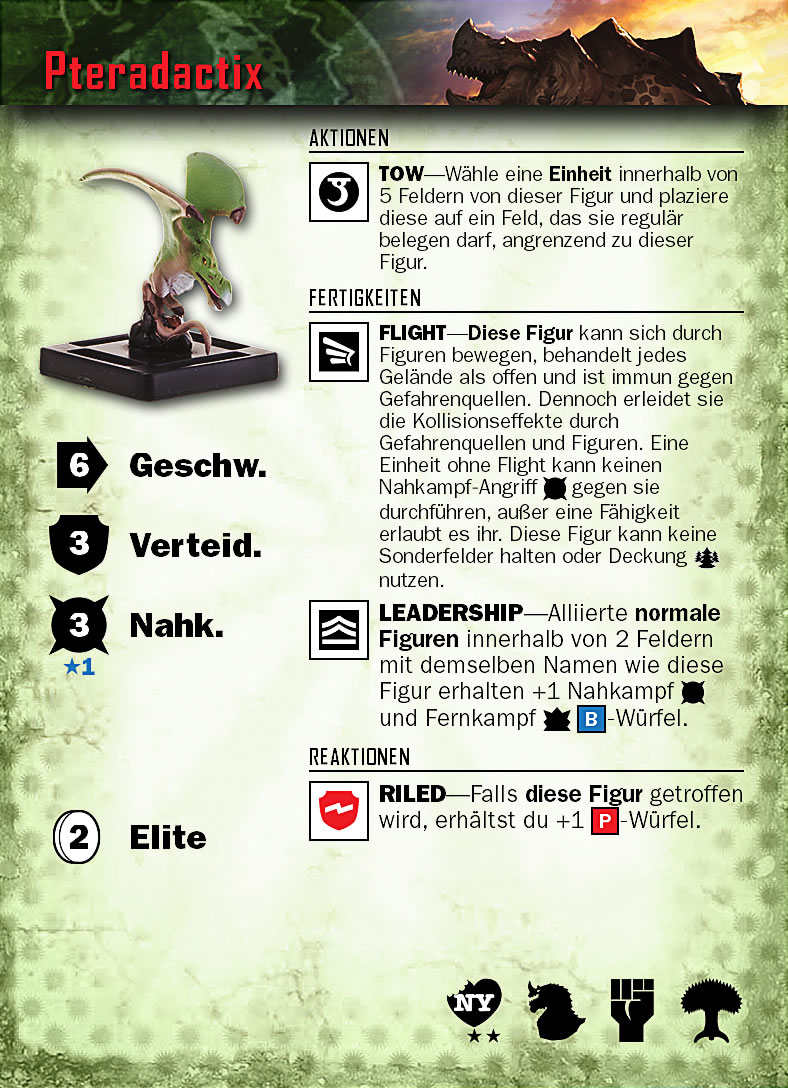 Pteradactix
AKTIONEN
TOW—Wähle eine Einheit innerhalb von
5 Feldern von dieser Figur und plaziere
diese auf ein Feld, das sie regulär
belegen darf, angrenzend zu dieser
Figur.
FERTIGKEITEN
FLIGHT—Diese Figur kann sich durch
Figuren bewegen, behandelt jedes
Gelände als offen und ist immun gegen
Gefahrenquellen. Dennoch erleidet sie
die Kollisionseffekte durch
Gefahrenquellen und Figuren. Eine
Einheit ohne Flight kann keinen
Nahkampf-Angriff gegen sie
durchführen, außer eine Fähigkeit
erlaubt es ihr. Diese Figur kann keine
Sonderfelder halten oder Deckung
nutzen.
LEADERSHIP—Alliierte normale
Figuren innerhalb von 2 Feldern
mit demselben Namen wie diese
Figur erhalten +1 Nahkampf
und Fernkampf B-Würfel.
REAKTIONEN
RILED—Falls diese Figur getroffen
wird, erhältst du +1 P-Würfel.
6 Geschw.
3 Verteid.
3 Nahk.
★1
2 Elite
NY
★★